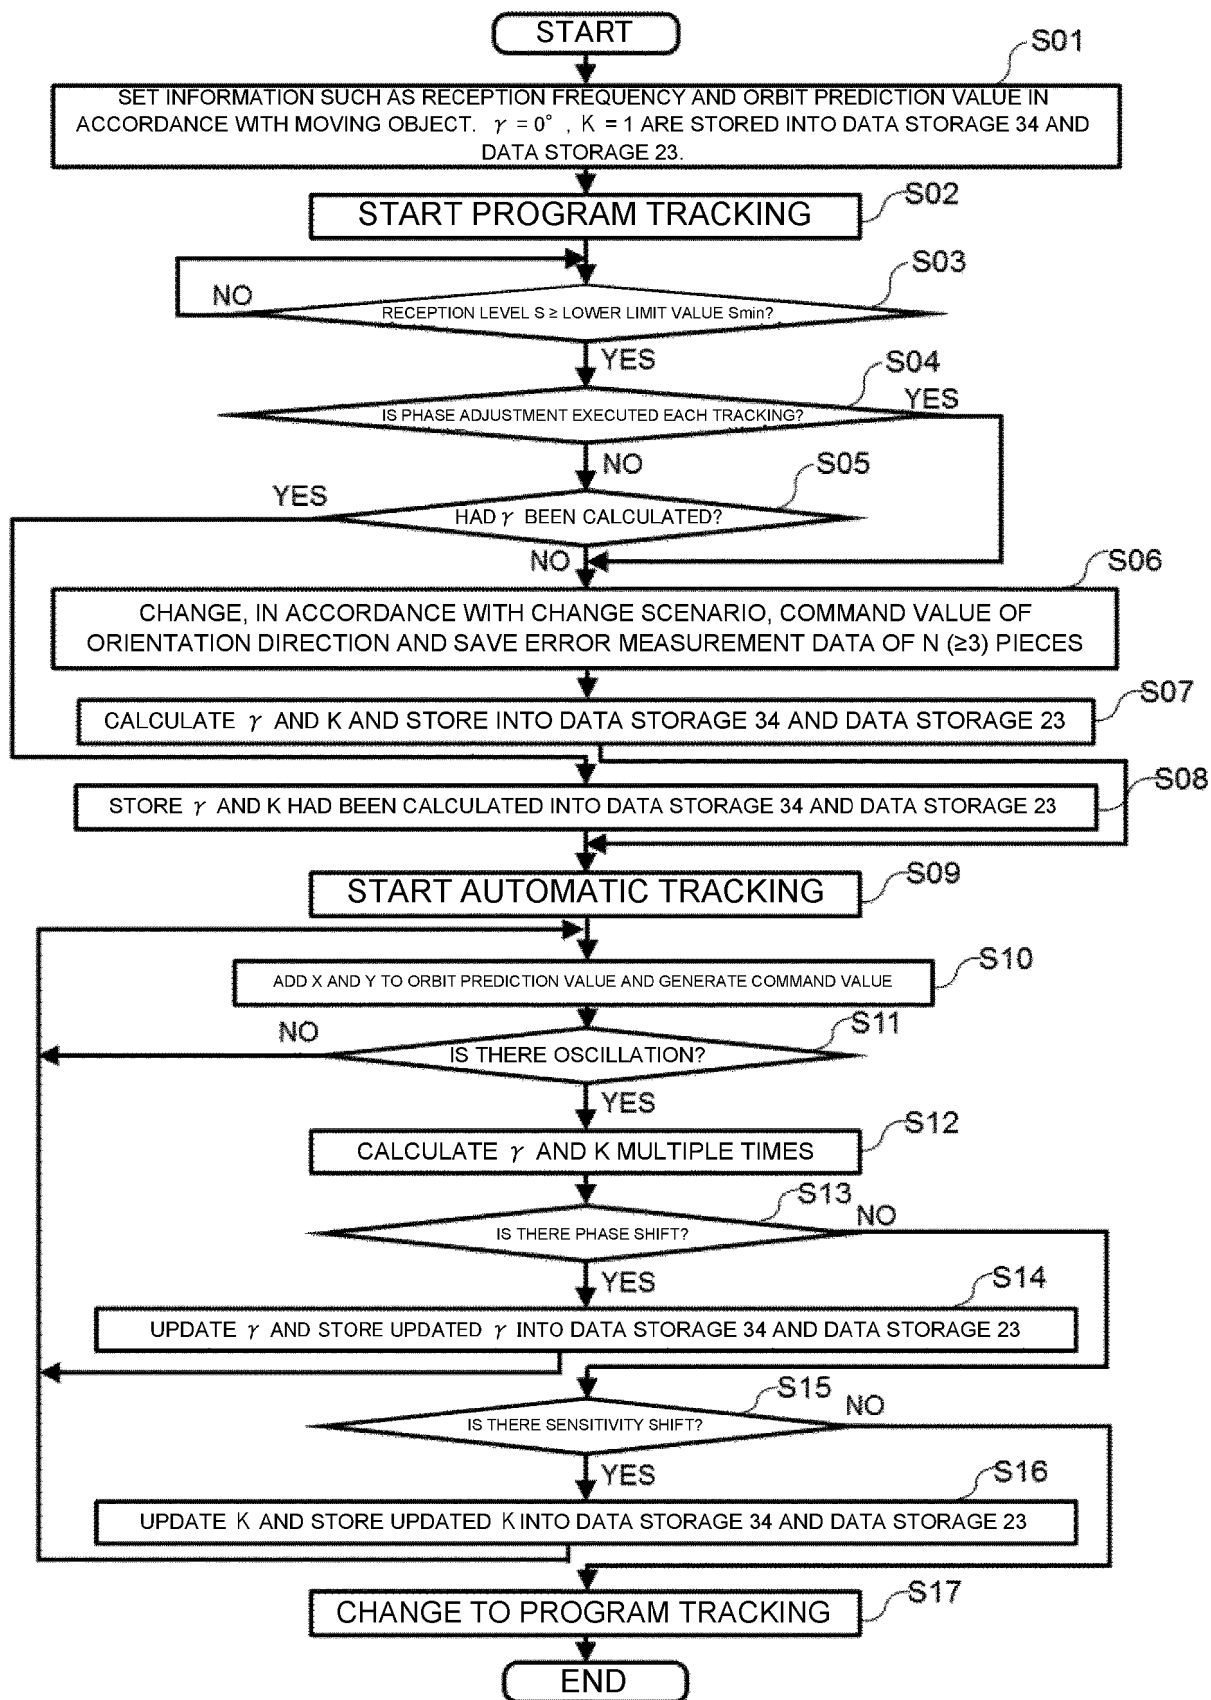 START
S01
SET INFORMATION SUCH AS RECEPTION FREQUENCY AND ORBIT PREDICTION VALUE IN
ACCORDANCE WITH MOVING OBJECT. γ = 0° , K = 1 ARE STORED INTO DATA STORAGE 34 AND
DATA STORAGE 23.
S02
START PROGRAM TRACKING
S03
NO
RECEPTION LEVEL S ≥ LOWER LIMIT VALUE Smin?
YES
S04
YES
IS PHASE ADJUSTMENT EXECUTED EACH TRACKING?
NO
S05
YES
HAD γ BEEN CALCULATED?
NO
S06
CHANGE, IN ACCORDANCE WITH CHANGE SCENARIO, COMMAND VALUE OF
ORIENTATION DIRECTION AND SAVE ERROR MEASUREMENT DATA OF N (≥3) PIECES
S07
CALCULATE γ AND K AND STORE INTO DATA STORAGE 34 AND DATA STORAGE 23
S08
STORE γ AND K HAD BEEN CALCULATED INTO DATA STORAGE 34 AND DATA STORAGE 23
S09
START AUTOMATIC TRACKING
S10
ADD X AND Y TO ORBIT PREDICTION VALUE AND GENERATE COMMAND VALUE
S11
NO
IS THERE OSCILLATION?
YES
S12
CALCULATE γ AND K MULTIPLE TIMES
S13
NO
IS THERE PHASE SHIFT?
YES
S14
UPDATE γ AND STORE UPDATED γ INTO DATA STORAGE 34 AND DATA STORAGE 23
S15
NO
IS THERE SENSITIVITY SHIFT?
YES
S16
UPDATE K AND STORE UPDATED K INTO DATA STORAGE 34 AND DATA STORAGE 23
S17
CHANGE TO PROGRAM TRACKING
END